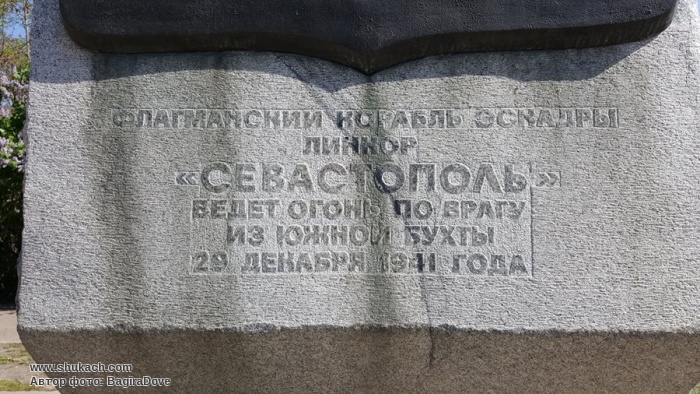 ФЛАГМАНСКИЙ КОРАБЛЬ ЭСКАДРЫ
ЛИНКОР
«СЕВАСТОПОЛЬ»
ВЕДЕТ ОГОНЬ ПО ВРАГУ
ИЗ ЮЖНОЙ БУХТЫ
29 ДЕКАБРЯ 1941 ГОДА
www.shukach.com
Автор фото: BagiraDove